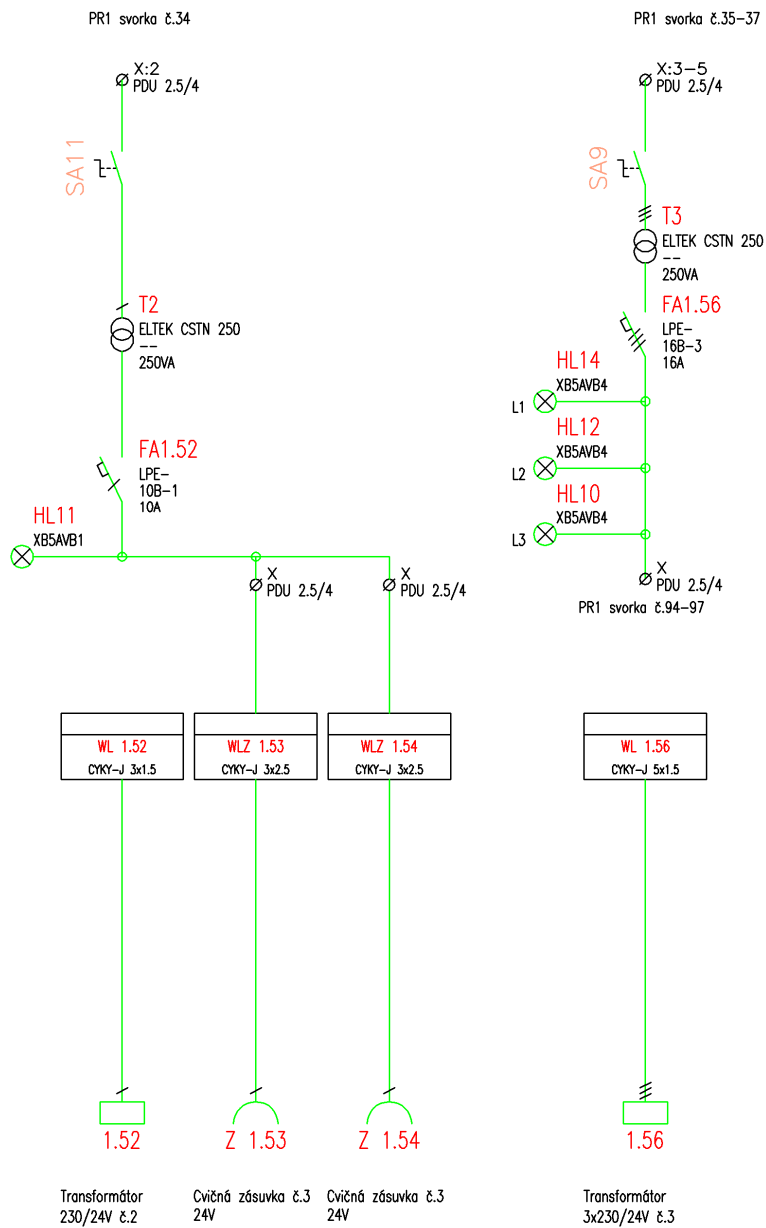 PR1 svorka č.34
X:2
PDU 2.5/4
SA11
T2
ELTEK CSTN 250
--
250VA
FA1.52
LPE-
10B-1
10A
HL11
XB5AVB1
X
PDU 2.5/4
X
PDU 2.5/4
PR1 svorka č.35-37
X:3-5
PDU 2.5/4
SA9
T3
ELTEK CSTN 250
--
250VA
FA1.56
LPE-
16B-3
16A
HL14
XB5AVB4
L1
HL12
XB5AVB4
L2
HL10
XB5AVB4
L3
X
PDU 2.5/4
PR1 svorka č.94-97
WL 1.52
CYKY-J 3x1.5
WLZ 1.53
CYKY-J 3x2.5
WLZ 1.54
CYKY-J 3x2.5
WL 1.56
CYKY-J 5x1.5
1.52
Z 1.53
Z 1.54
1.56
Transformátor
230/24V č.2
Cvičná zásuvka č.3
24V
Cvičná zásuvka č.3
24V
Transformátor
3x230/24V č.3